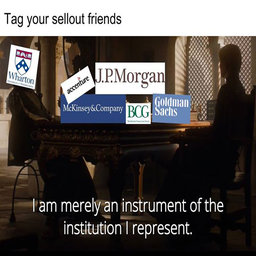 Tag your sellout friends
Wharton
accenture
J.P.Morgan
McKinsey&Company
BCG
Goldman
Sachs
I am merely an instrument of the
institution I represent.